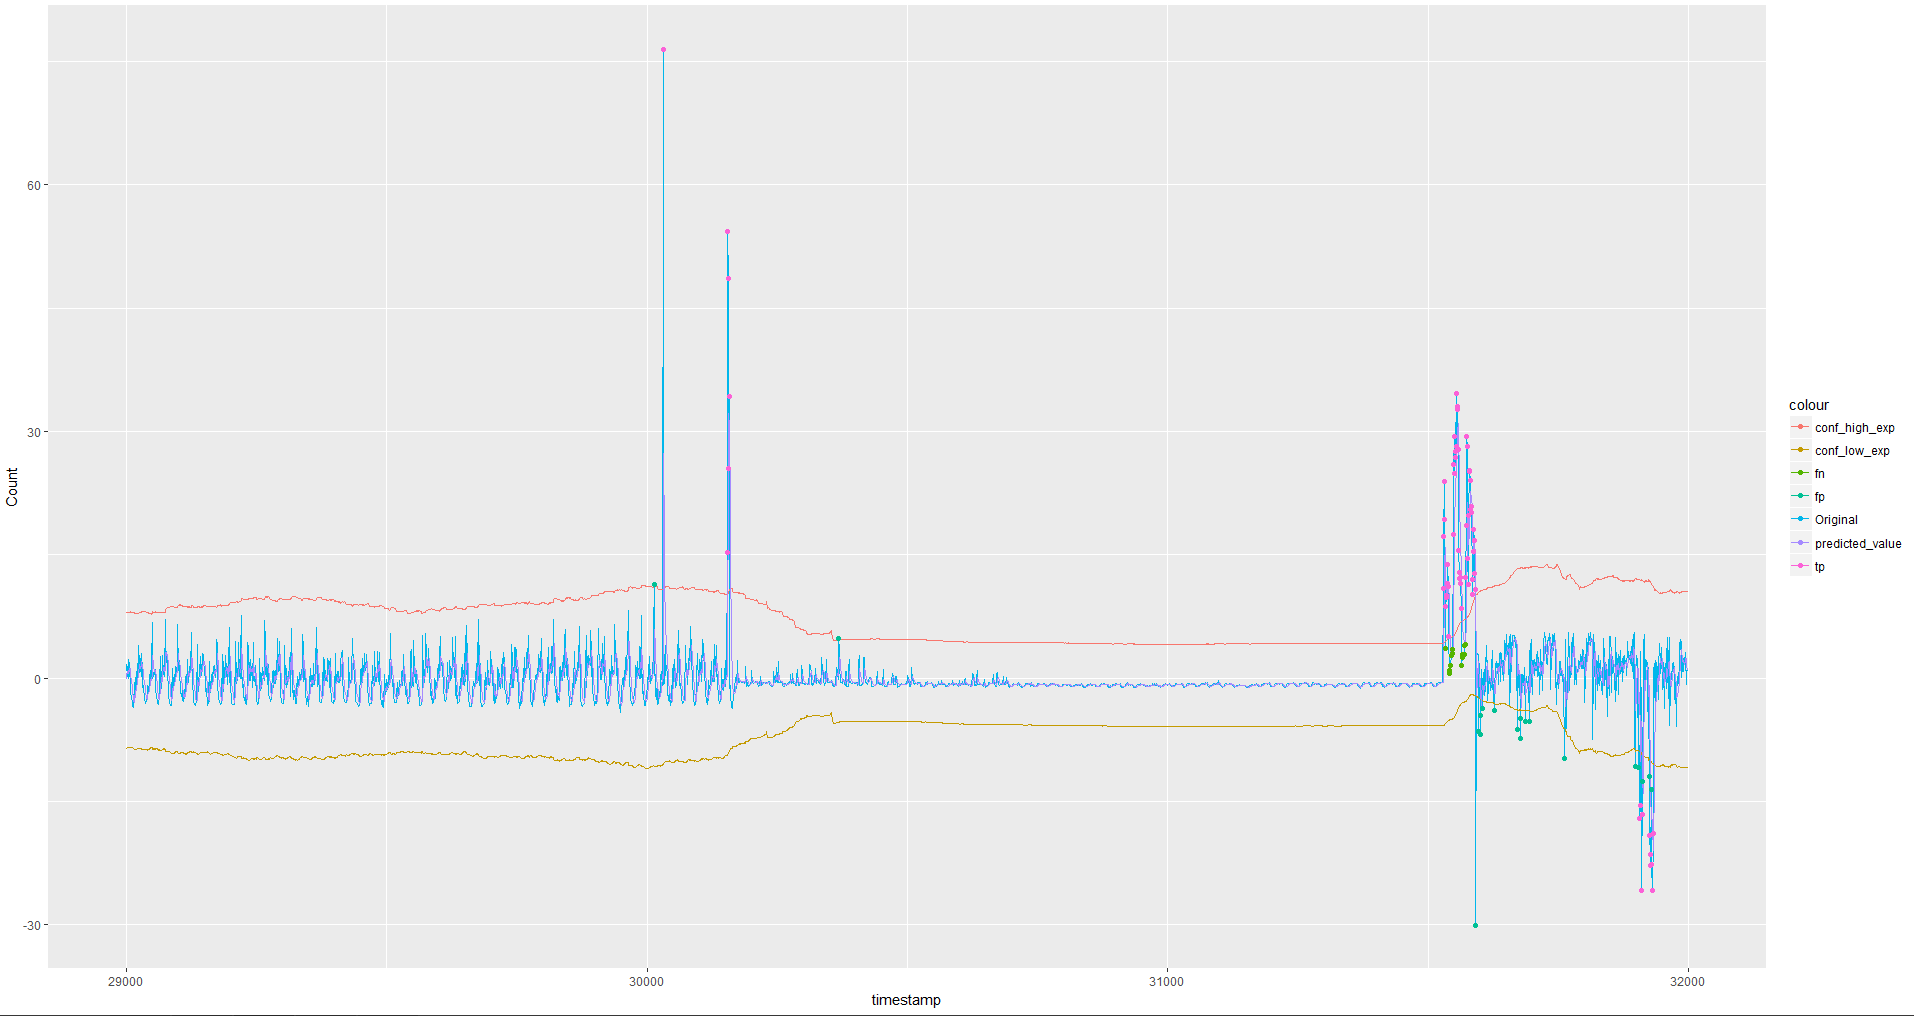 60
30
0
-30
Count
29000
30000
31000
32000
timestamp
colour
conf_high_exp
conf_low_exp
fn
fp
Original
predicted_value
tp